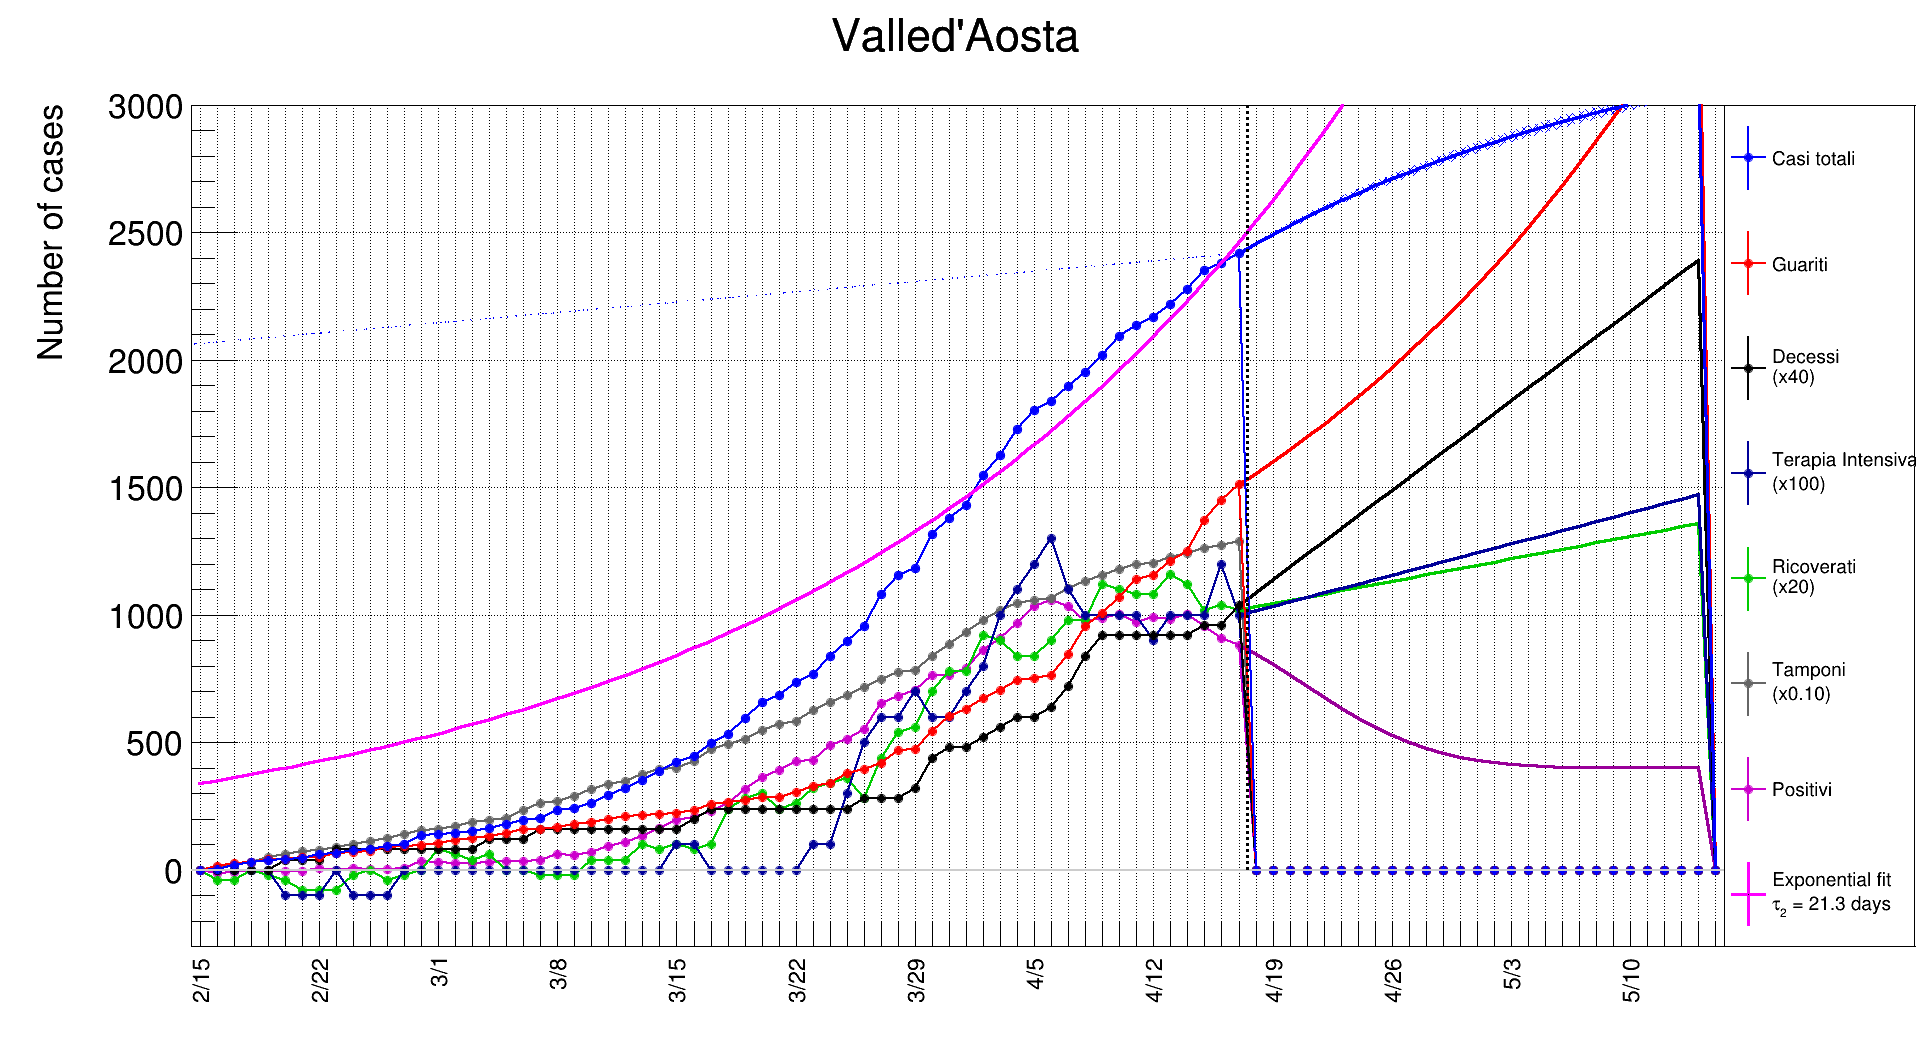 Valled'Aosta
Number of cases
3000
2500
2000
1500
1000
500
0
2/15
2/22
3/1
3/8
3/15
3/22
3/29
4/5
4/12
4/19
4/26
5/3
5/10
Casi totali
Guariti
Decessi
(x40)
Terapia Intensiva
(x100)
Ricoverati
(x20)
Tamponi
(x0.10)
Positivi
Exponential fit
τ2 = 21.3 days